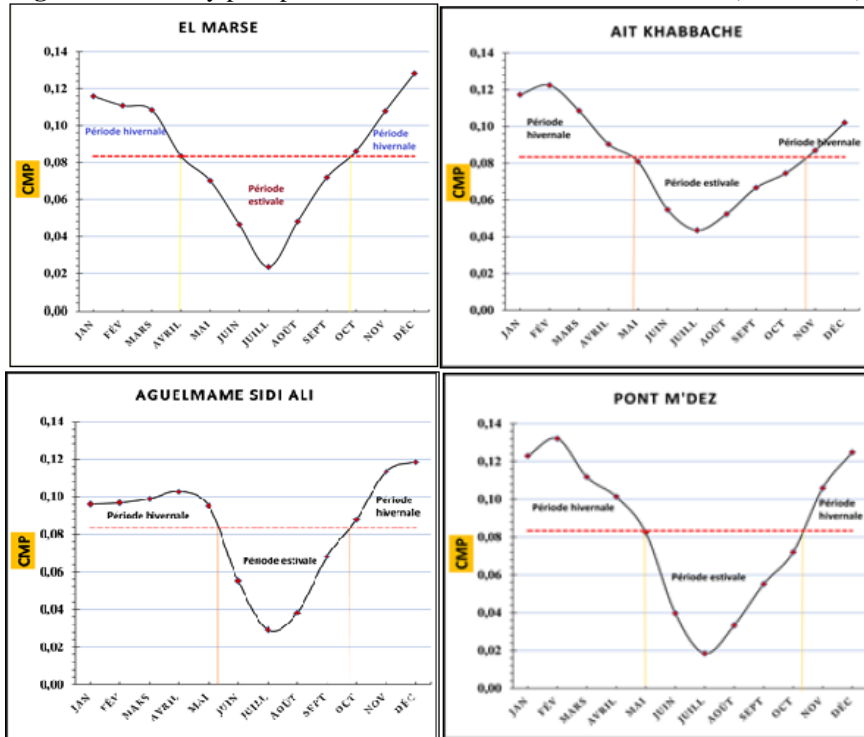 EL MARSE
0,14
0,12
0,10
0,08
0,06
0,04
0,02
0,00
CMP
Période hivernale
Période
hivernale
Période
estivale
JAN
FÉV
MARS
AVRIL
MAI
JUIN
JUILL
AOÛT
SEPT
OCT
NOV
DÉC
AIT KHABBACHE
0,14
0,12
0,10
0,08
0,06
0,04
0,02
0,00
CMP
Période
hivernale
Période hivernale
Période estivale
JAN
FÉV
MARS
AVRIL
MAI
JUIN
JUILL
AOÛT
SEPT
OCT
NOV
DÉC
AGUELMAME SIDI ALI
0,14
0,12
0,10
0,08
0,06
0,04
0,02
0,00
CMP
Période hivernale
Période
hivernale
Période estivale
JAN
FÉV
MARS
AVRIL
MAI
JUIN
JUILL
AOÛT
SEPT
OCT
NOV
DÉC
PONT M'DEZ
0,14
0,12
0,10
0,08
0,06
0,04
0,02
0,00
CMP
Période hivernale
Période
hivernale
Période estivale
JAN
FÉV
MARS
AVRIL
MAI
JUIN
JUILL
AOÛT
SEPT
OCT
NOV
DÉC